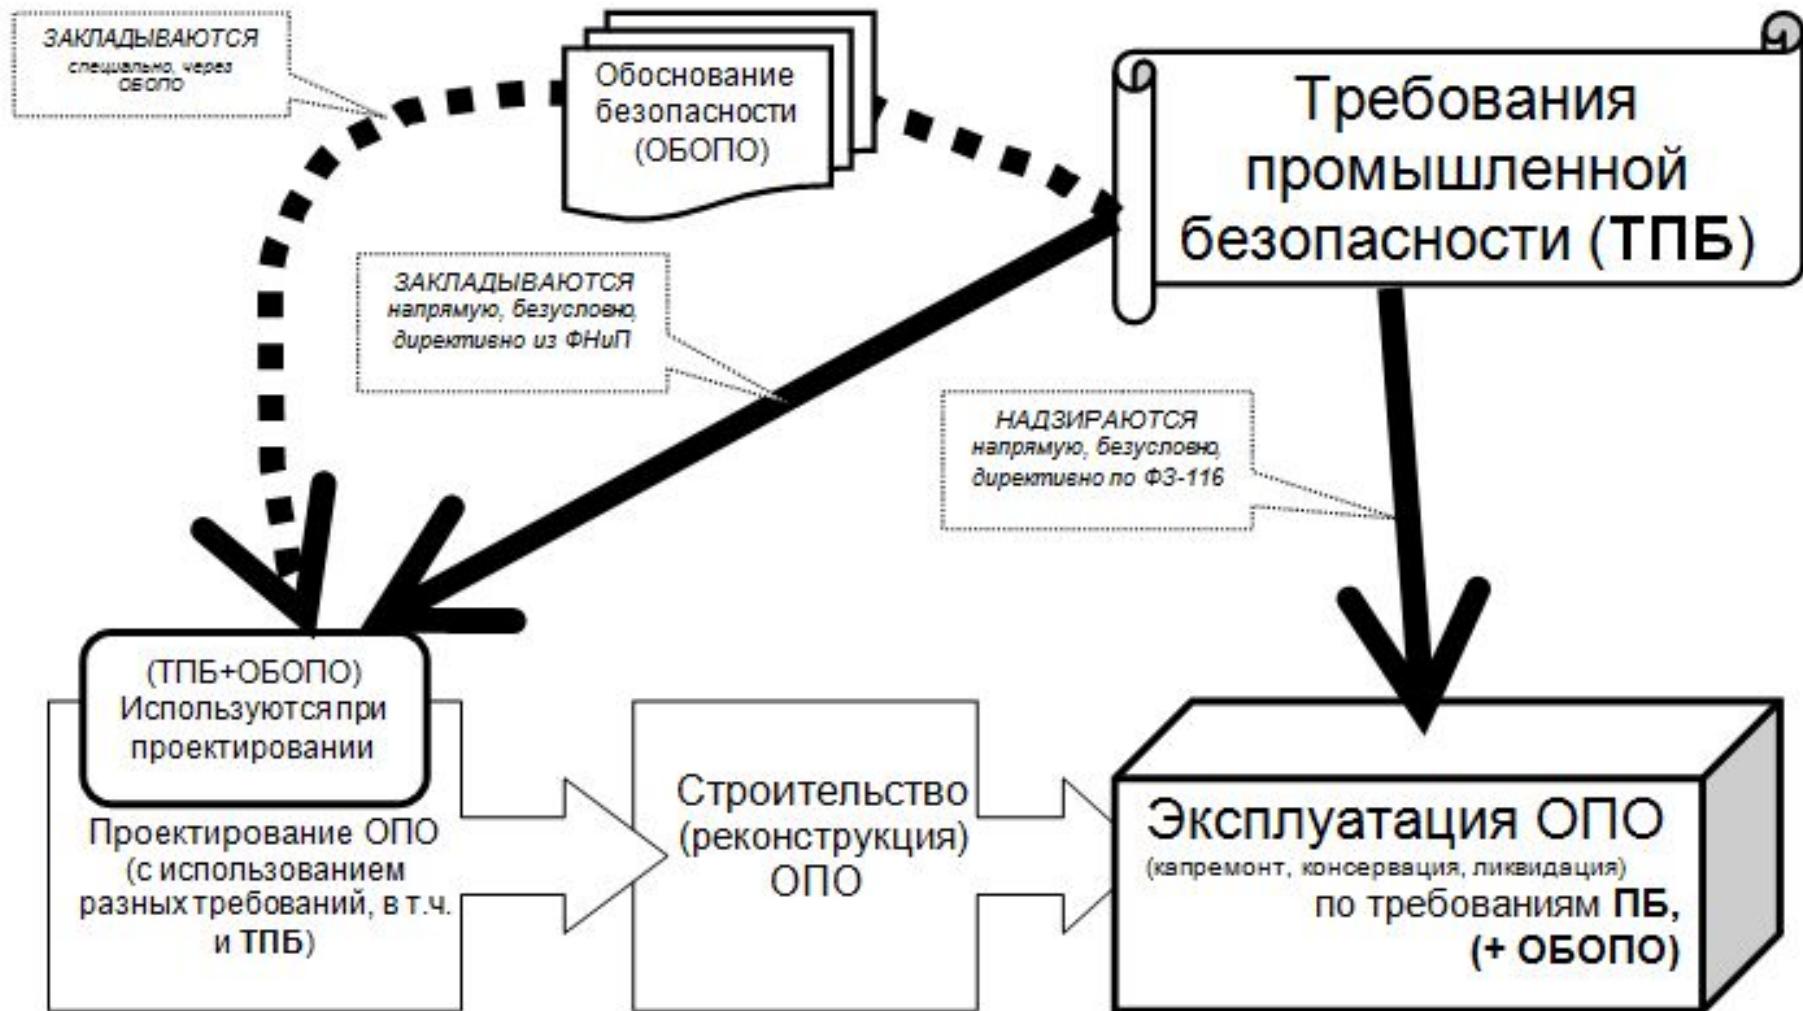 ЗАКЛАДЫВАЮТСЯ
специально, через
ОБОПО
Обоснование
безопасности
(ОБОПО)
Требования
промышленной
безопасности (ТПБ)
ЗАКЛАДЫВАЮТСЯ
напрямую, безусловно,
директивно из ФНиП
НАДЗИРАЮТСЯ
напрямую, безусловно,
директивно по ФЗ-116
(ТПБ+ОБОПО)
Используются при
проектировании
Проектирование ОПО
(с использованием
разных требований, в т.ч.
и ТПБ)
Строительство
(реконструкция)
ОПО
Эксплуатация ОПО
(капремонт, консервация, ликвидация)
по требованиям ПБ,
(+ ОБОПО)